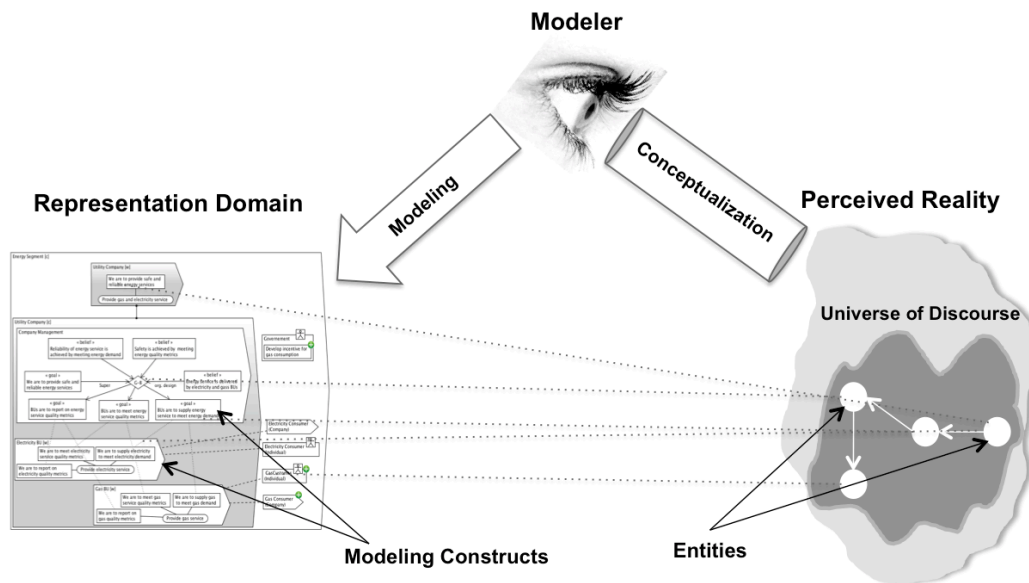 Modeler
Modeling
Conceptualization
Representation Domain
Perceived Reality
Universe of Discourse
Energy Segment [c]
Utility Company [w]
We are to provide safe and
reliable energy services
Provide gas and electricity service
Utility Company [c]
Company Management
«belief»
Reliability of energy service is
achieved by meeting energy demand
«belief»
Safety is achieved by meeting
energy quality metrics
«goal»
We are to provide safe and
reliable energy services
Super
G-B
org. design
«belief»
Energy Service is delivered
by electricity and gass BUs
«goal»
BUs are to report on energy
service quality metrics
«goal»
BUs are to meet energy
service quality metrics
«goal»
BUs are to supply energy
service to meet energy demand
Government
Develop incentive for
gas consumption
Electricity BU [w]
We are to meet electricity
service quality metrics
We are to supply electricity
to meet electricity demand
We are to report on
electricity quality metrics
Provide electricity service
Electricity Consumer
(Company)
Electricity Consumer
(Individual)
GasCustomer
(Individual)
Gas Consumer
(Company)
Gas BU [w]
We are to meet gas
service quality metrics
We are to supply gas
to meet gas demand
We are to report on
gas quality metrics
Provide gas service
Modeling Constructs
Entities